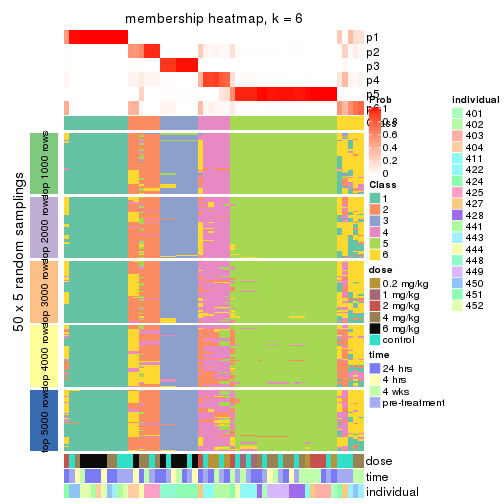 membership heatmap, k = 6
50 x 5 random samplings
top 1000 rows
top 2000 rows
top 3000 rows
top 4000 rows
top 5000 rows
p1
p2
p3
p4
p5
dose
time
individual
Prob
1
0.8
0.6
0.4
0.2
0
Class
1
2
3
4
5
6
dose
0.2 mg/kg
1 mg/kg
2 mg/kg
4 mg/kg
6 mg/kg
control
time
24 hrs
4 hrs
4 wks
pre-treatment
individual
401
402
403
404
411
422
424
425
427
428
441
443
444
448
449
450
451
452